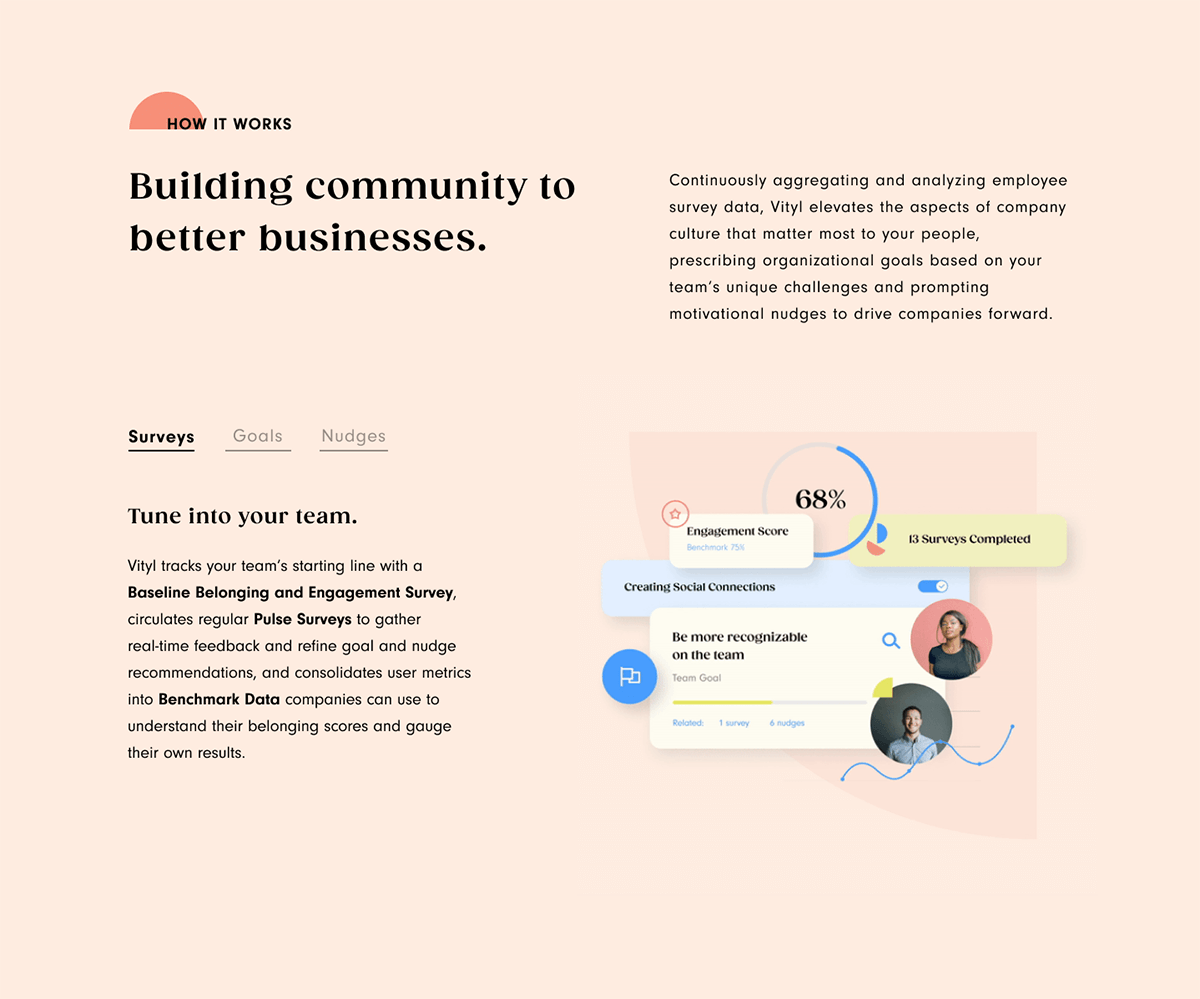 HOW IT WORKS
Building community to
better businesses.
Continuously aggregating and analyzing employee
survey data, Vityl elevates the aspects of company
culture that matter most to your people,
prescribing organizational goals based on your
team’s unique challenges and prompting
motivational nudges to drive companies forward.
Surveys
Goals
Nudges
Tune into your team.
Vityl tracks your team’s starting line with a
Baseline Belonging and Engagement Survey,
circulates regular Pulse Surveys to gather
real-time feedback and refine goal and nudge
recommendations, and consolidates user metrics
into Benchmark Data companies can use to
understand their belonging scores and gauge
their own results.
68%
Engagement Score
Benchmark 75%
13 Surveys Completed
Creating Social Connections
Be more recognizable
on the team
Team Goal
Related: 1 survey 6 nudges